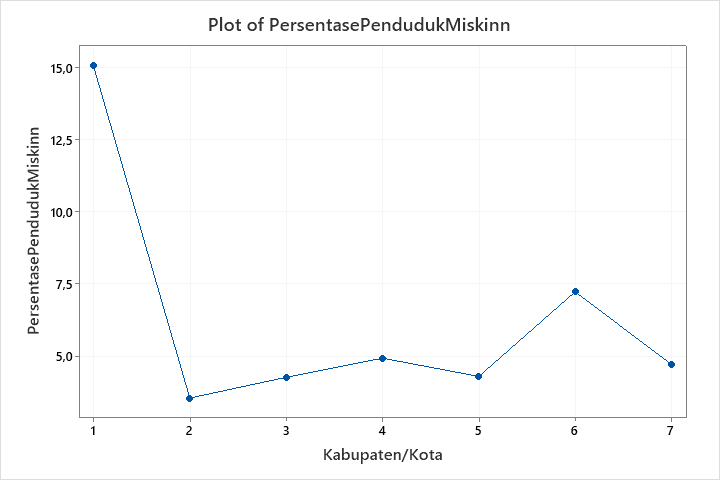 Plot of PersentasePendudukMiskinn
PersentasePendudukMiskinn
15,0
12,5
10,0
7,5
5,0
1 2 3 4 5 6 7
Kabupaten/Kota